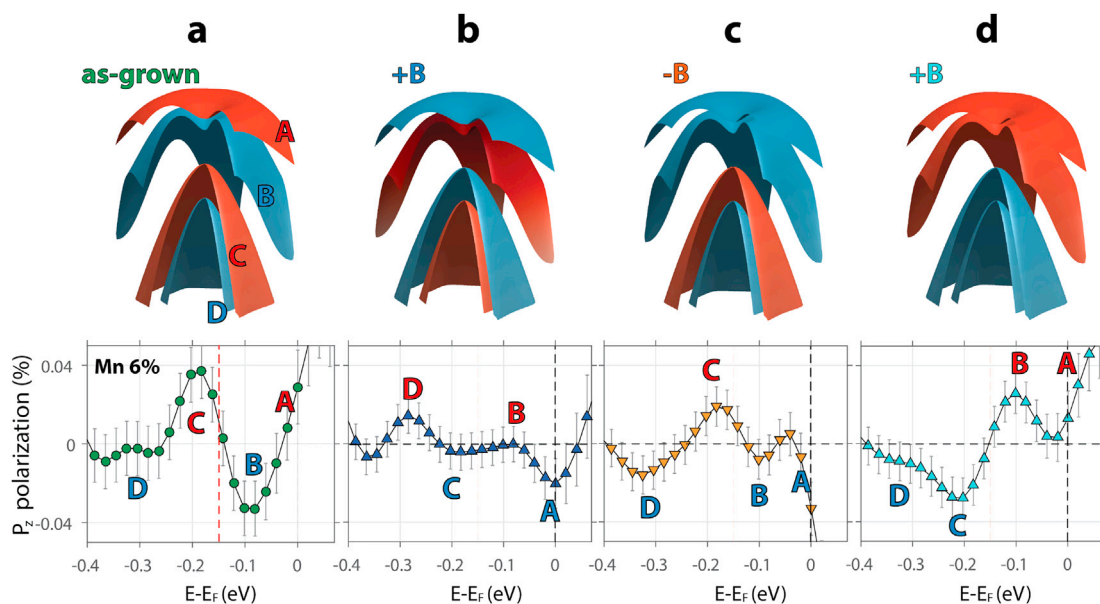 a
b
c
d
as-grown
+B
-B
+B
A
B
C
D
Mn 6%
P_z polarization (%)
0.04
0
-0.04
D
C
B
A
D
C
B
A
D
C
B
A
D
C
B
A
-0.4 -0.3 -0.2 -0.1 0
-0.4 -0.3 -0.2 -0.1 0
-0.4 -0.3 -0.2 -0.1 0
-0.4 -0.3 -0.2 -0.1 0
E-E_F (eV)
E-E_F (eV)
E-E_F (eV)
E-E_F (eV)